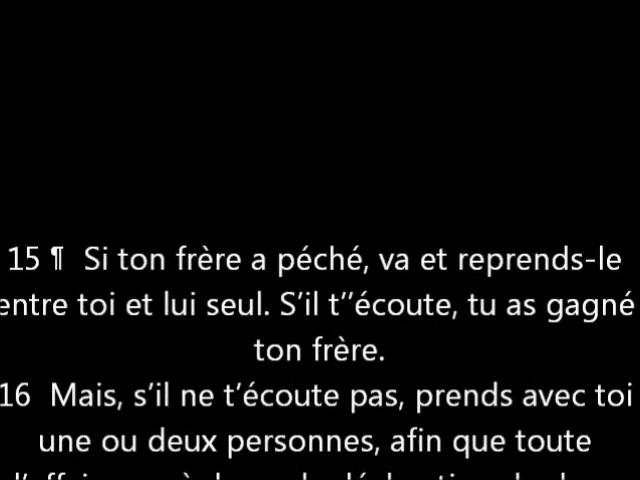 15 ¶ Si ton frère a péché, va et reprends-le
entre toi et lui seul. S’il t’’écoute, tu as gagné
ton frère.
16 Mais, s’il ne t’écoute pas, prends avec toi
une ou deux personnes, afin que toute